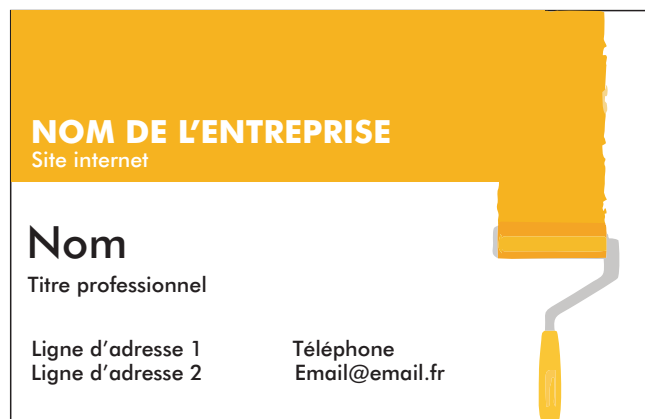 NOM DE L’ENTREPRISE
Site internet
Nom
Titre professionnel
Ligne d’adresse 1
Ligne d’adresse 2
Téléphone
Email@email.fr